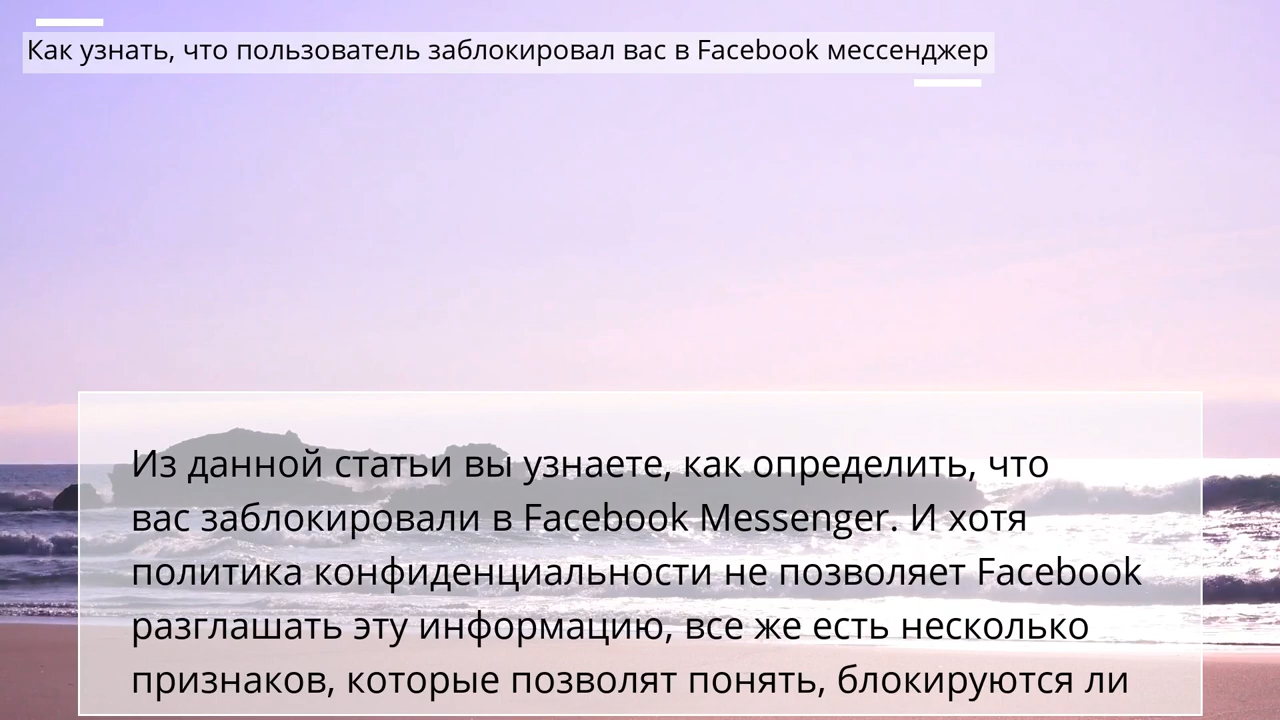 Как узнать, что пользователь заблокировал вас в Facebook мессенджер
Из данной статьи вы узнаете, как определить, что
вас заблокировали в Facebook Messenger. И хотя
политика конфиденциальности не позволяет Facebook
разглашать эту информацию, все же есть несколько
признаков, которые позволят понять, блокируются ли